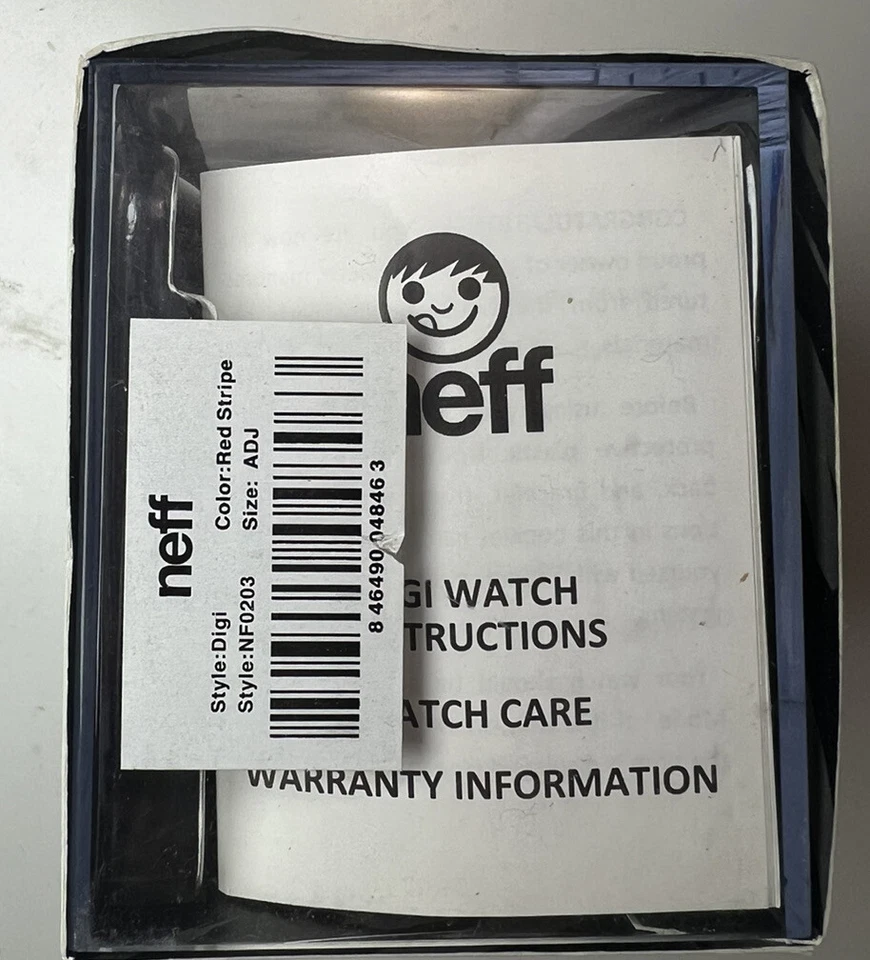 neff
Style:Digi Color:Red Stripe
Style:NF0203 Size: ADJ
8 46490 04846 3
neff
GI WATCH
TRUCTIONS
ATCH CARE
WARRANTY INFORMATION